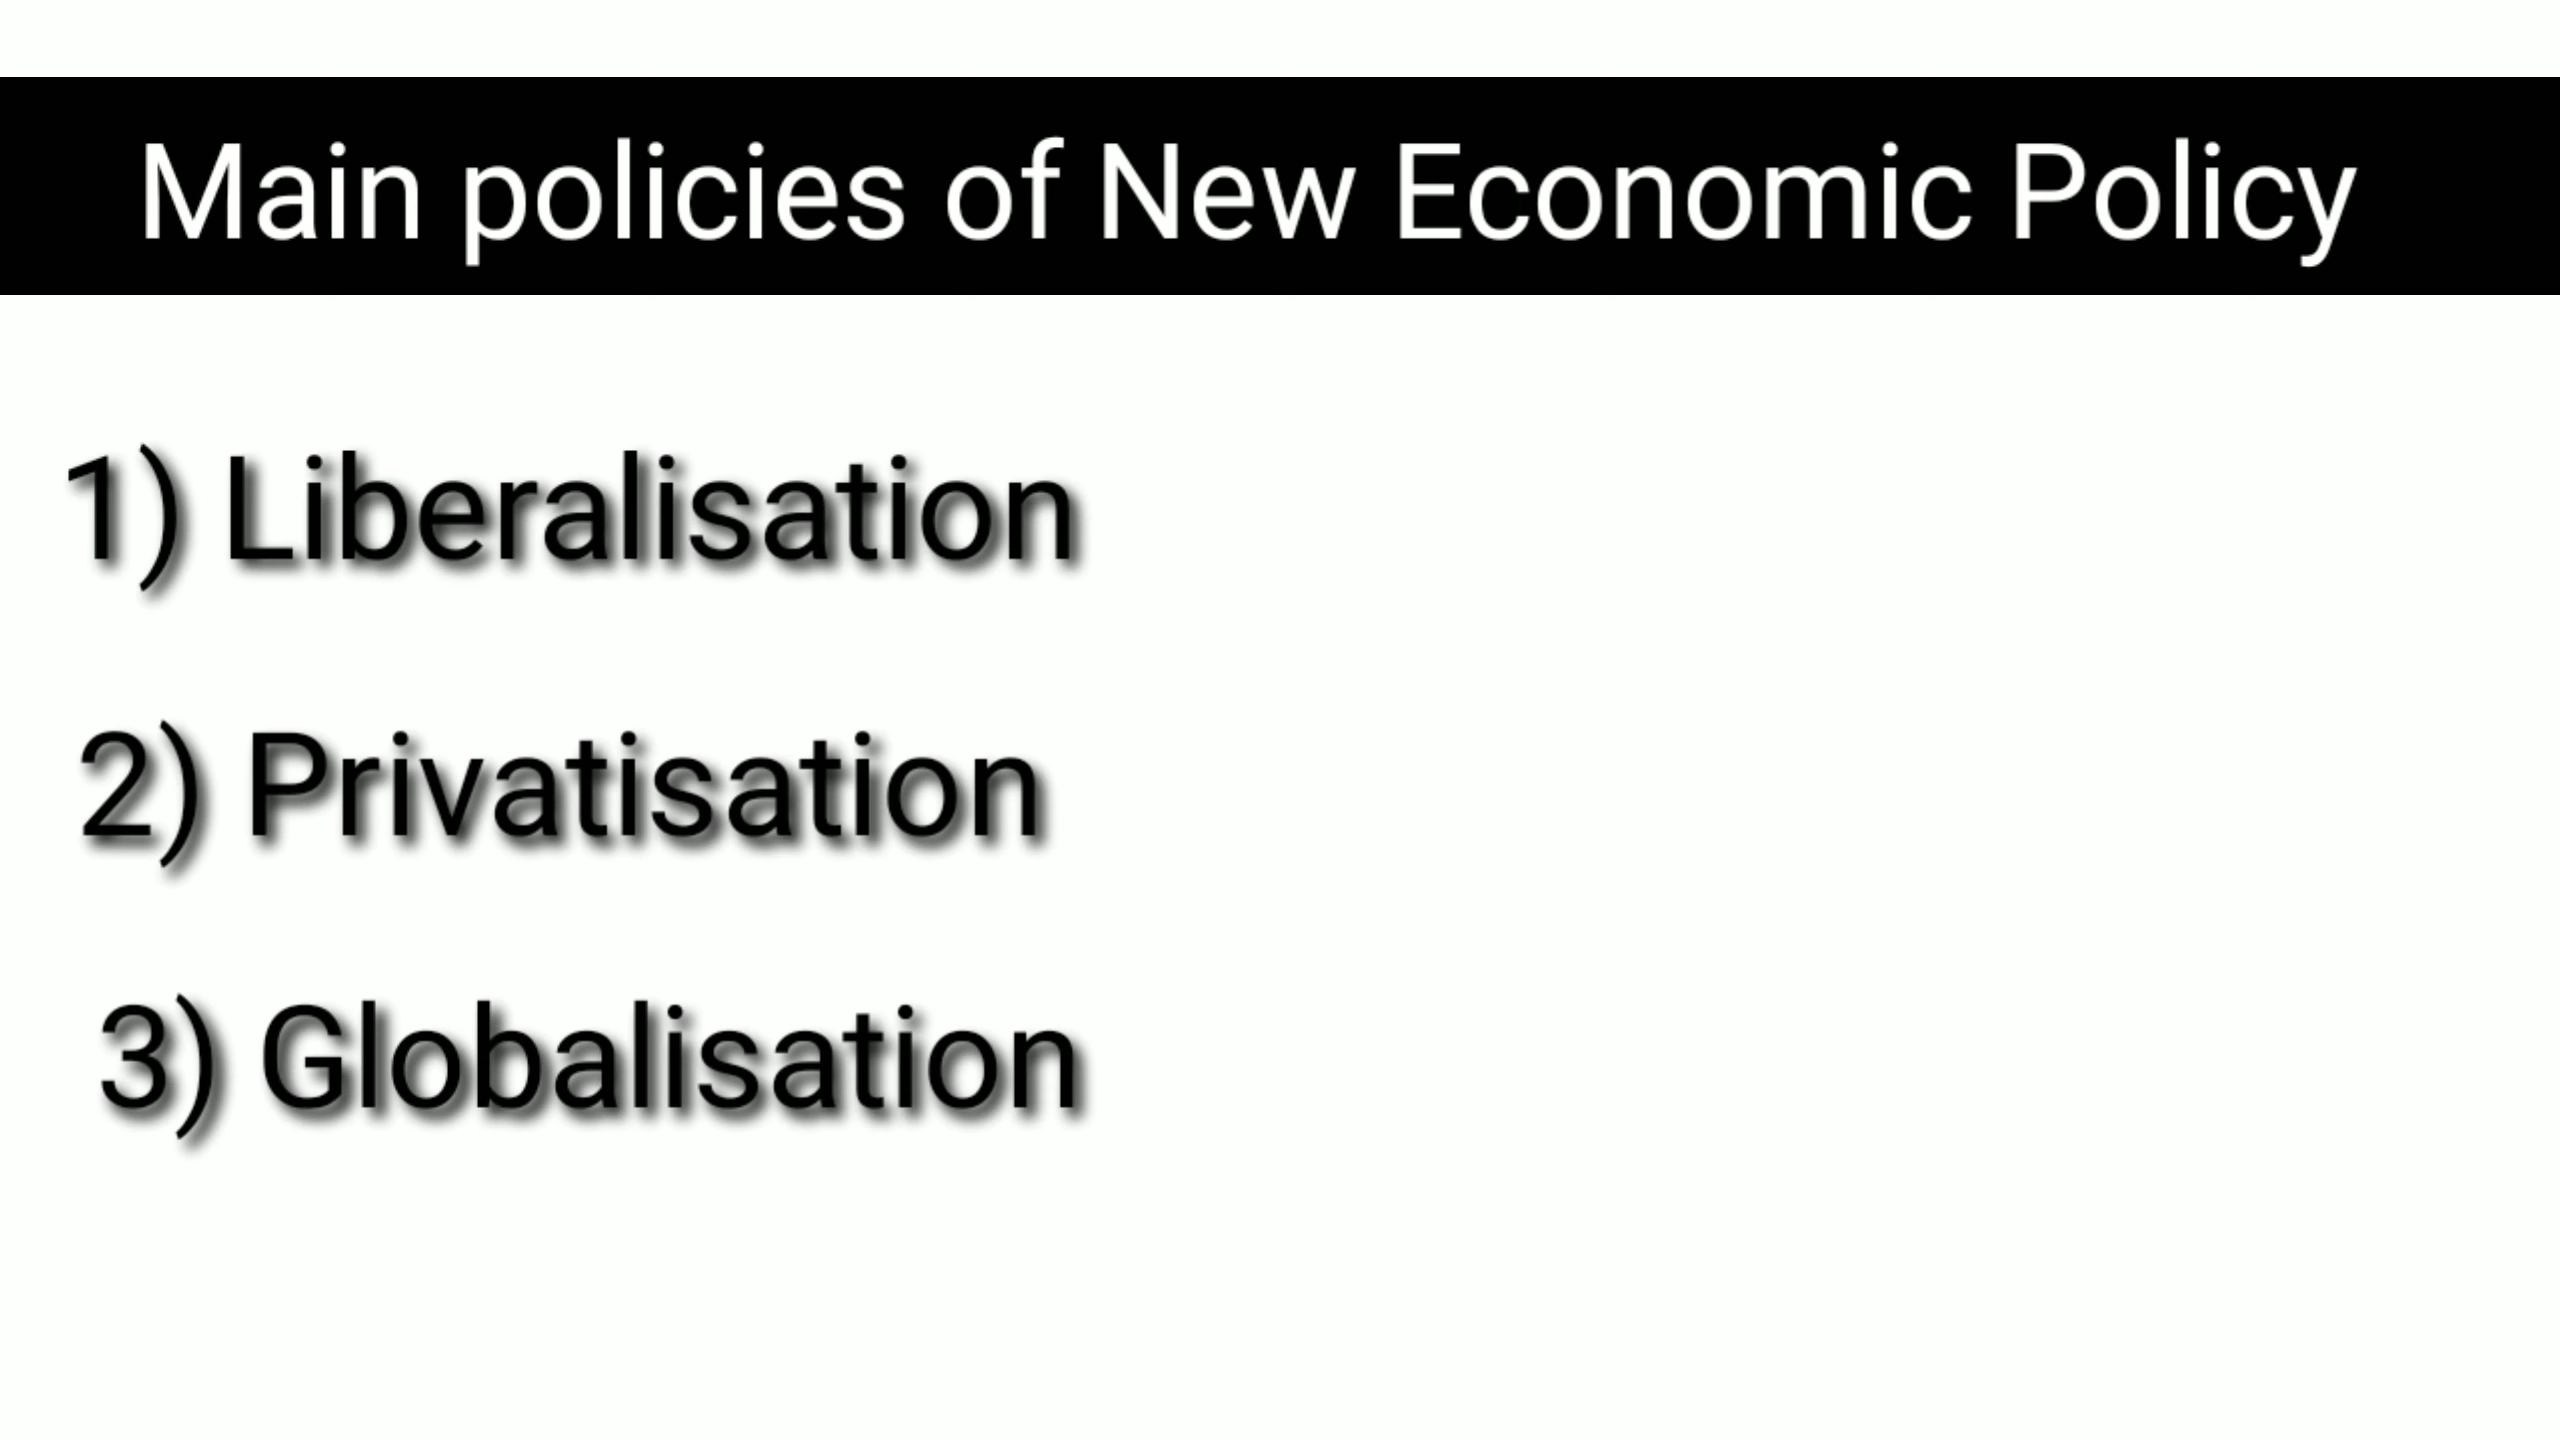 Main policies of New Economic Policy
1) Liberalisation
2) Privatisation
3) Globalisation